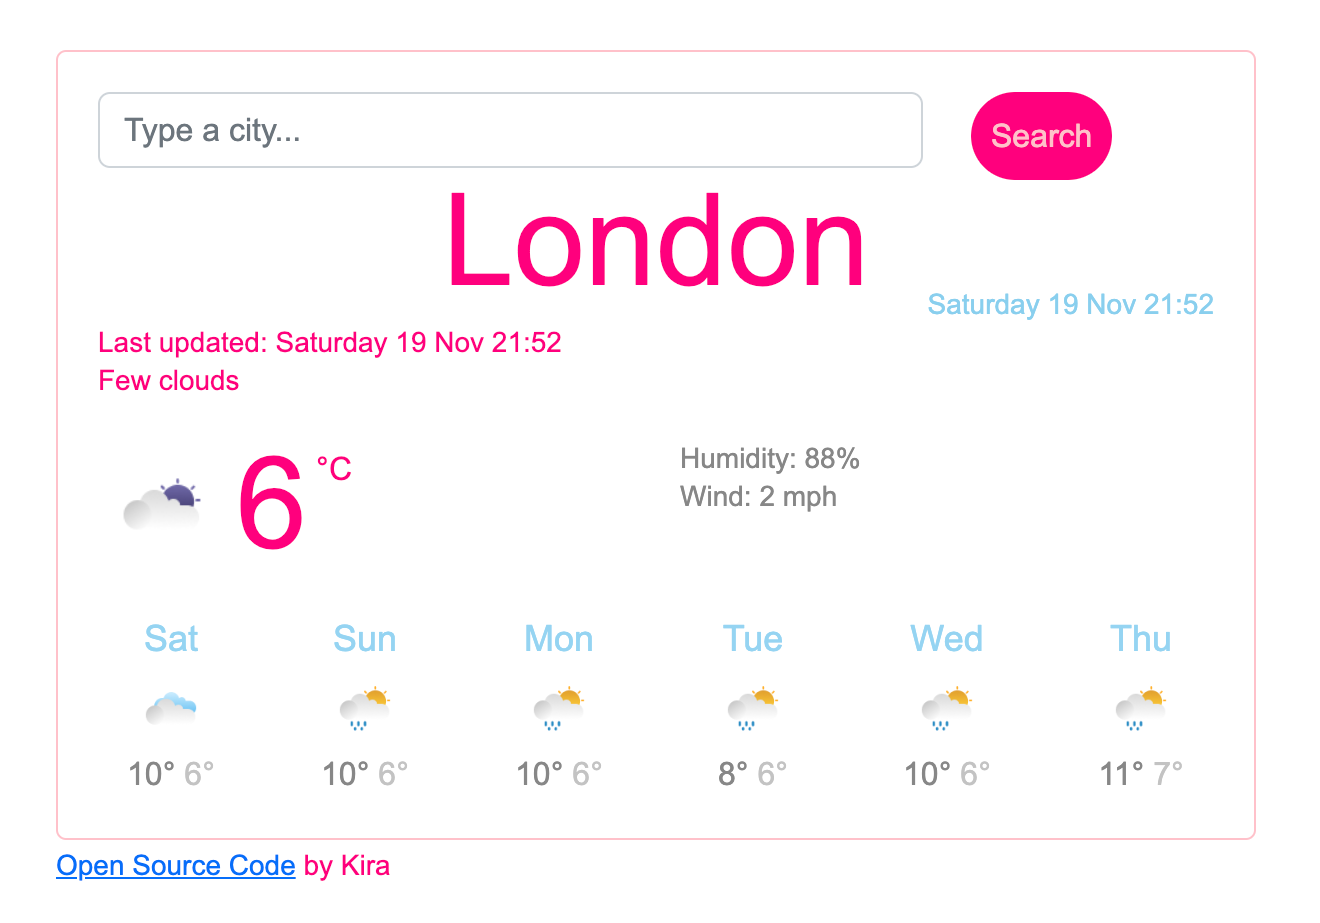 Type a city...
Search
London
Saturday 19 Nov 21:52
Last updated: Saturday 19 Nov 21:52
Few clouds
6 °C
Humidity: 88%
Wind: 2 mph
Sat Sun Mon Tue Wed Thu
10° 6° 10° 6° 10° 6° 8° 6° 10° 6° 11° 7°
Open Source Code by Kira